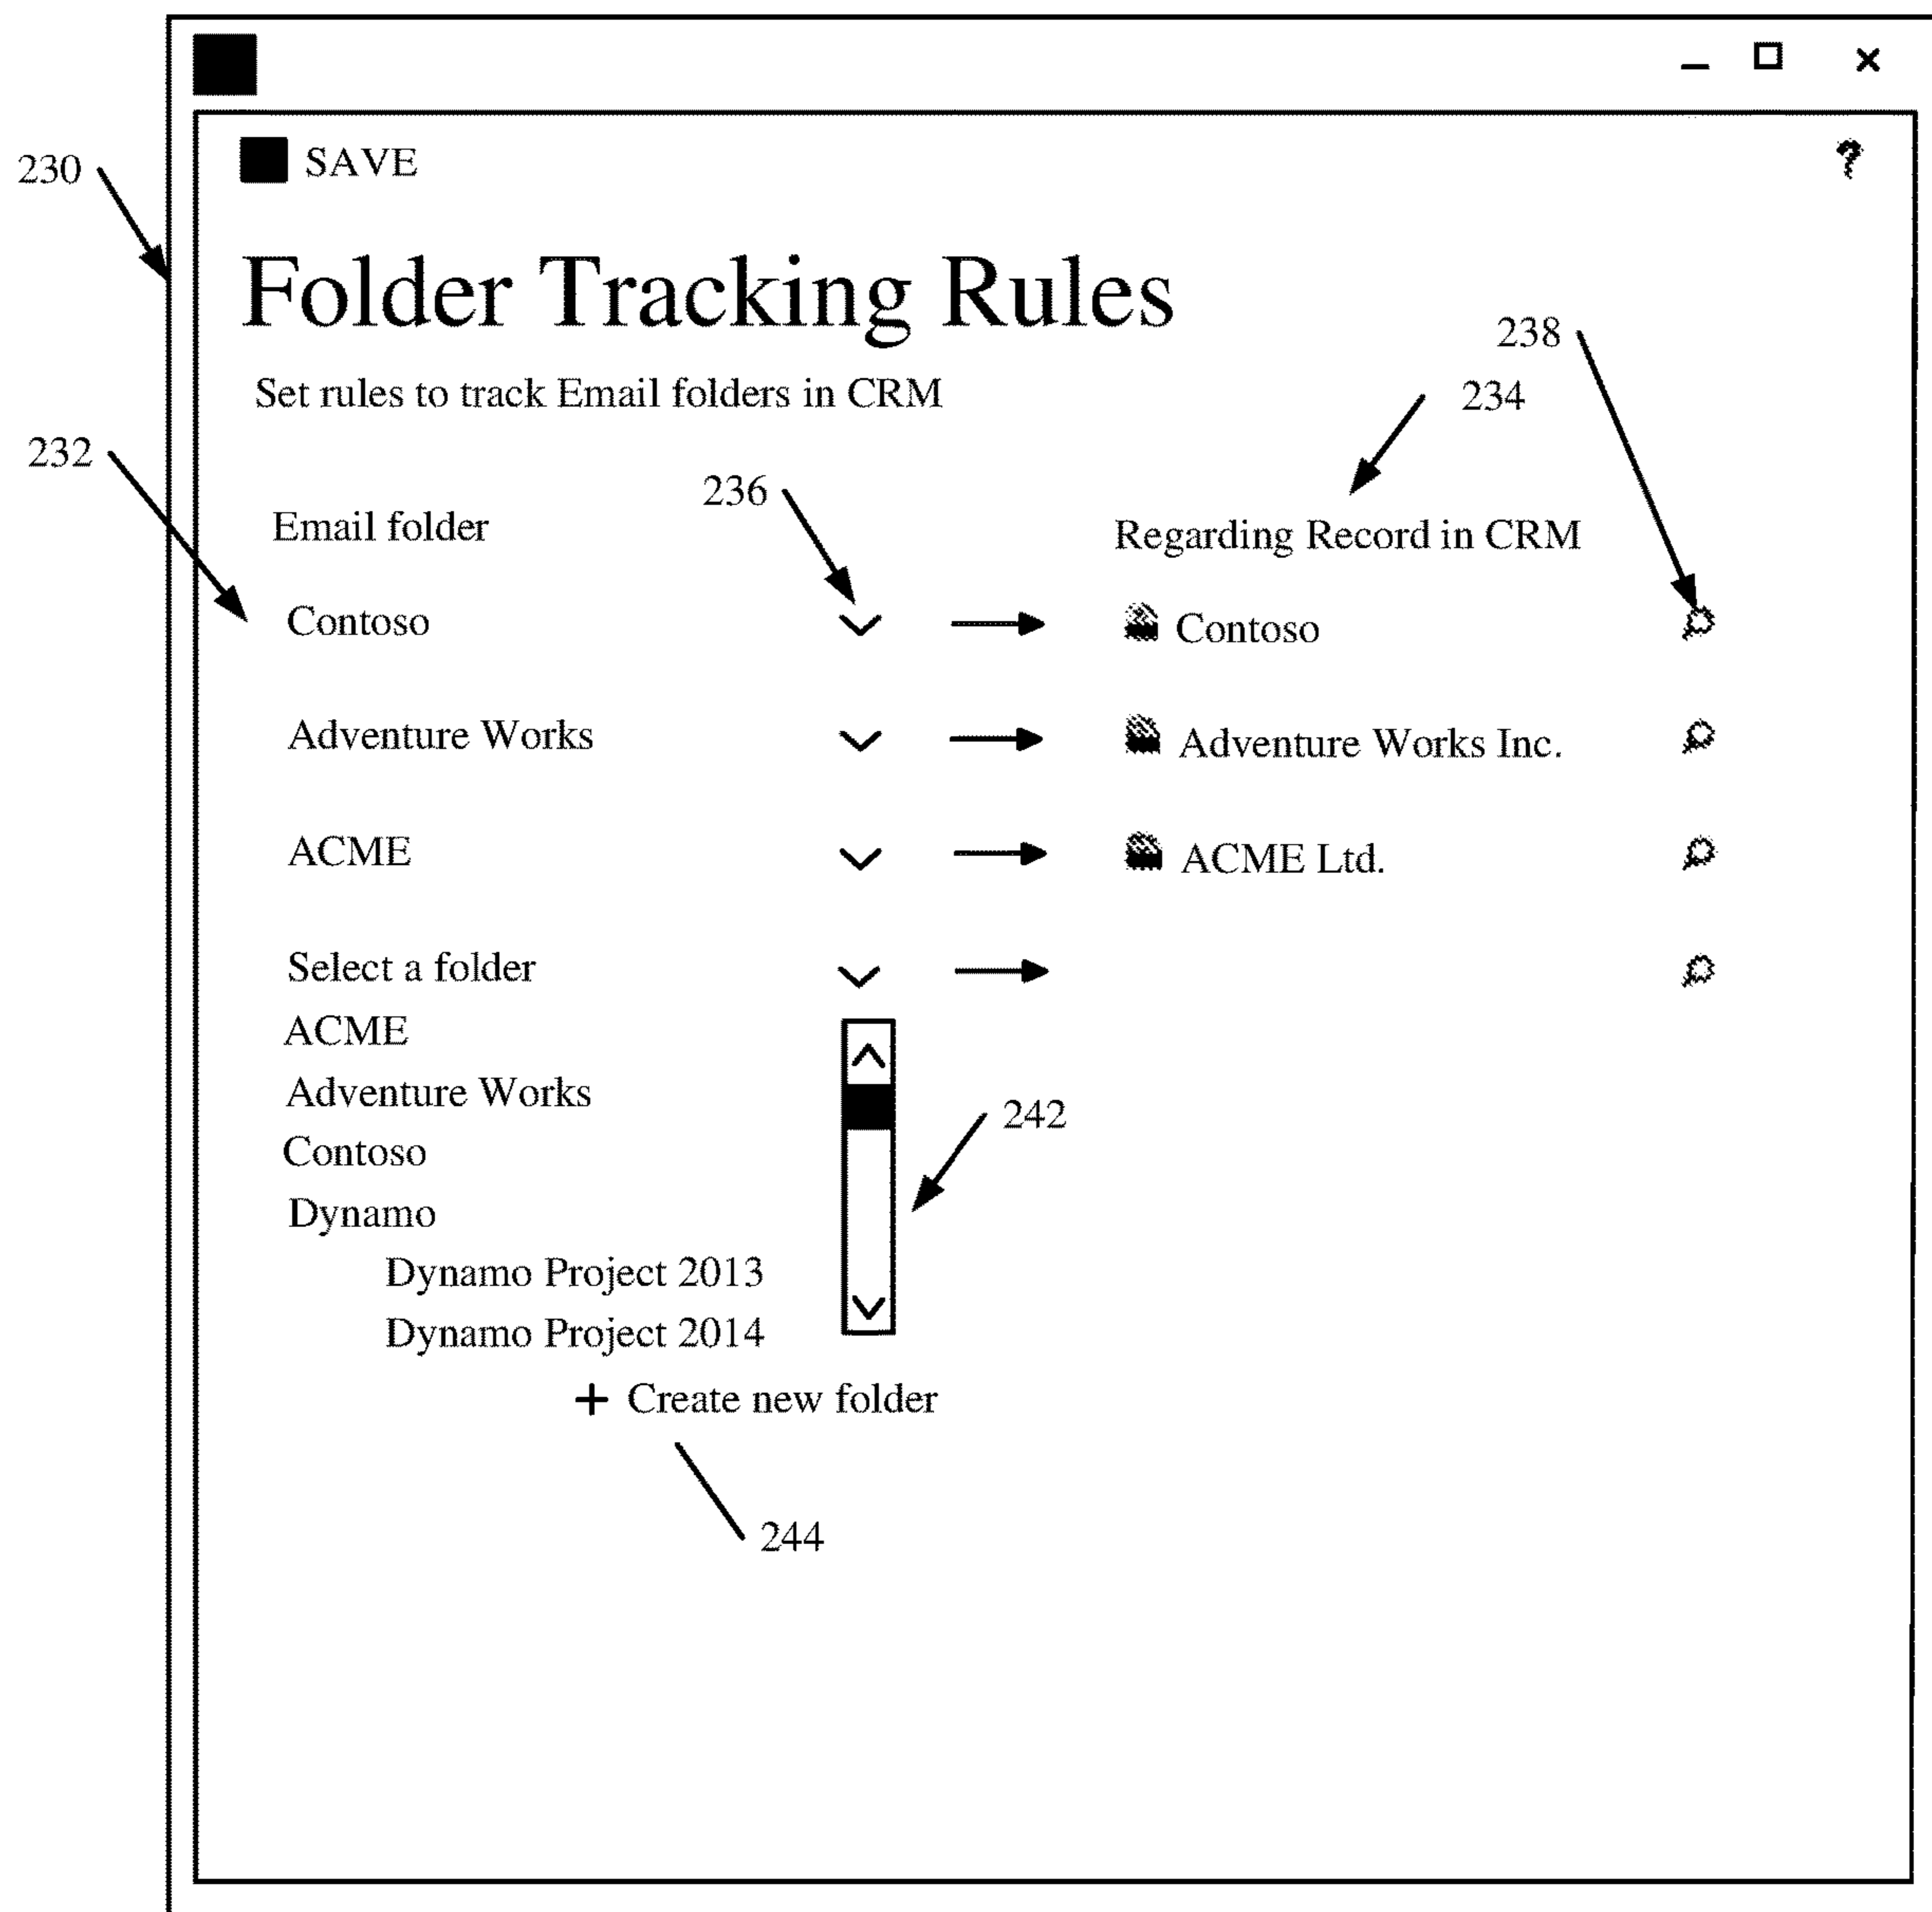 SAVE
?
230
Folder Tracking Rules
238
Set rules to track Email folders in CRM
234
232
236
Email folder
Regarding Record in CRM
Contoso
Contoso
Adventure Works
Adventure Works Inc.
ACME
ACME Ltd.
Select a folder
ACME
Adventure Works
242
Contoso
Dynamo
Dynamo Project 2013
Dynamo Project 2014
+ Create new folder
244